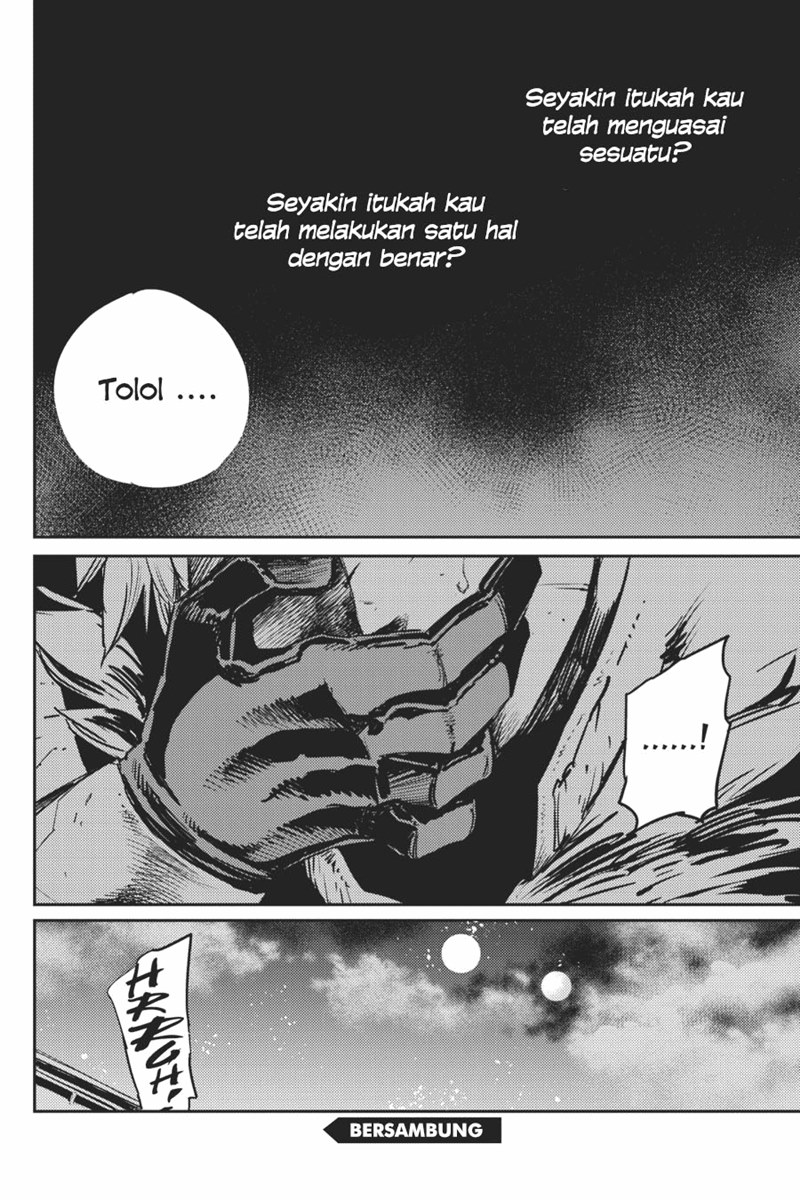 Seyakin itukah kau
telah menguasai
sesuatu?
Seyakin itukah kau
telah melakukan satu hal
dengan benar?
Tolol ....
.......!
HRRGH!
BERSAMBUNG